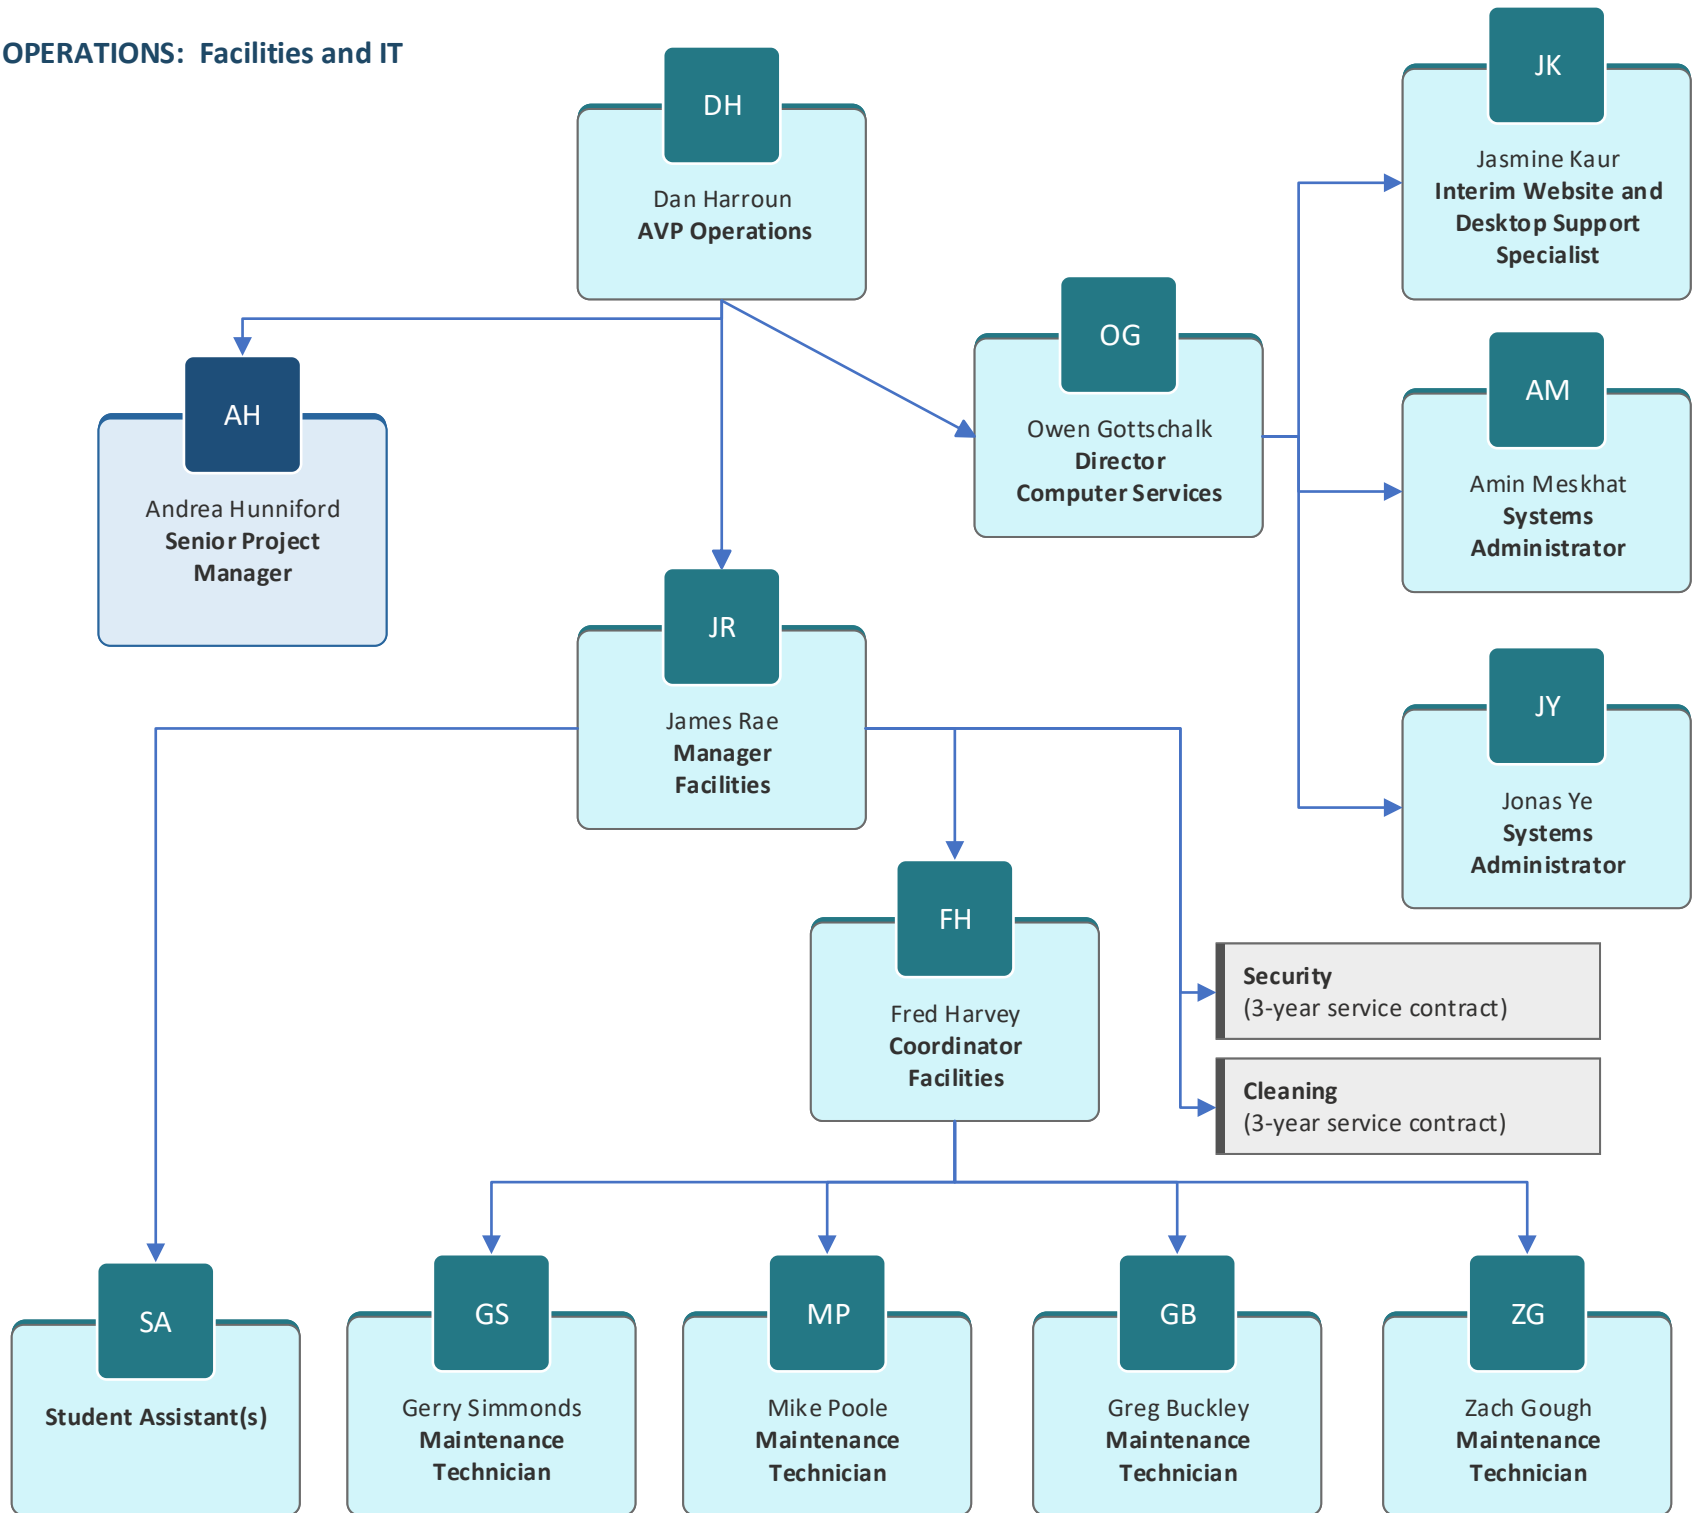 OPERATIONS: Facilities and IT
DH
Dan Harroun
AVP Operations
JK
Jasmine Kaur
Interim Website and
Desktop Support
Specialist
OG
Owen Gottschalk
Director
Computer Services
AH
Andrea Hunniford
Senior Project
Manager
AM
Amin Meskhat
Systems
Administrator
JR
James Rae
Manager
Facilities
JY
Jonas Ye
Systems
Administrator
FH
Fred Harvey
Coordinator
Facilities
Security
(3-year service contract)
Cleaning
(3-year service contract)
SA
Student Assistant(s)
GS
Gerry Simmonds
Maintenance
Technician
MP
Mike Poole
Maintenance
Technician
GB
Greg Buckley
Maintenance
Technician
ZG
Zach Gough
Maintenance
Technician